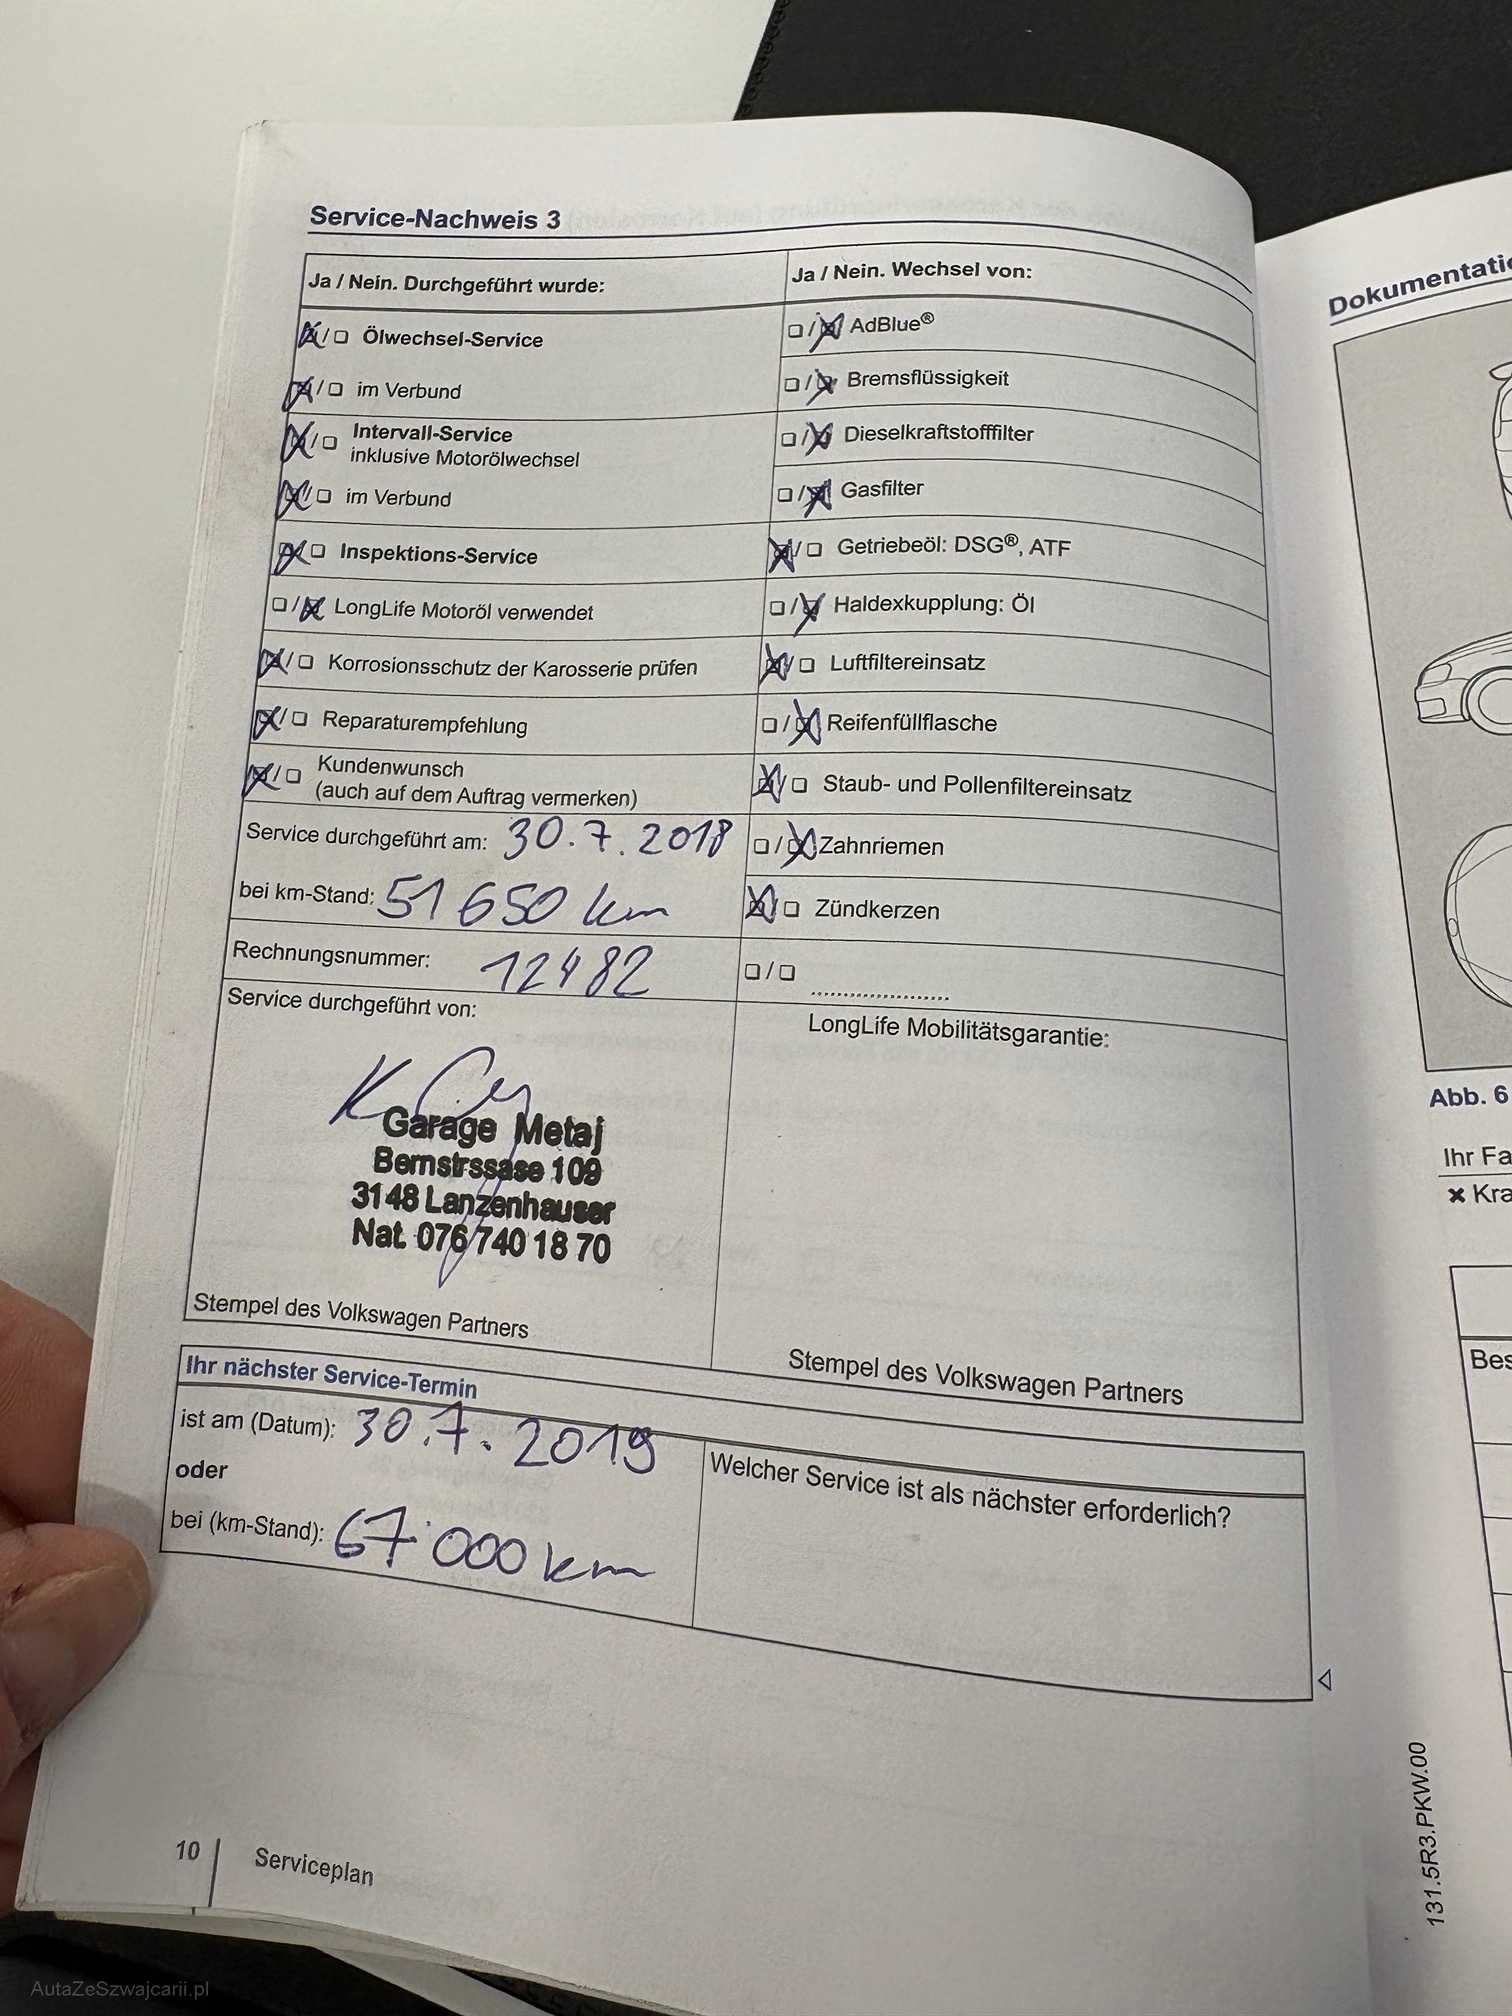 Service-Nachweis 3
Ja / Nein. Durchgeführt wurde:
/ Ölwechsel-Service
/ im Verbund
/ Intervall-Service
inklusive Motorölwechsel
/ im Verbund
/ Inspektions-Service
/ LongLife Motoröl verwendet
/ Korrosionsschutz der Karosserie prüfen
/ Reparaturempfehlung
/ Kundenwunsch
(auch auf dem Auftrag vermerken)
Service durchgeführt am: 30.7.2018
bei km-Stand: 51650 km
Rechnungsnummer: 12482
Service durchgeführt von:
Garage Metaj
Bernstrssase 109
3148 Lanzenhauser
Nat. 076 740 18 70
Stempel des Volkswagen Partners
Ja / Nein. Wechsel von:
/ AdBlue®
/ Bremsflüssigkeit
/ Dieselkraftstofffilter
/ Gasfilter
/ Getriebeöl: DSG®, ATF
/ Haldexkupplung: Öl
/ Luftfiltereinsatz
/ Reifenfüllflasche
/ Staub- und Pollenfiltereinsatz
/ Zahnriemen
/ Zündkerzen
/ ......................
LongLife Mobilitätsgarantie:
Stempel des Volkswagen Partners
Ihr nächster Service-Termin
ist am (Datum): 30.7.2019
oder
bei (km-Stand): 67'000 km
Welcher Service ist als nächster erforderlich?
10 Serviceplan
Dokumentati
Abb. 6
Ihr Fa
× Kra
Bes
131.5R3.PKW.00
AutaZeSzwajcarii.pl